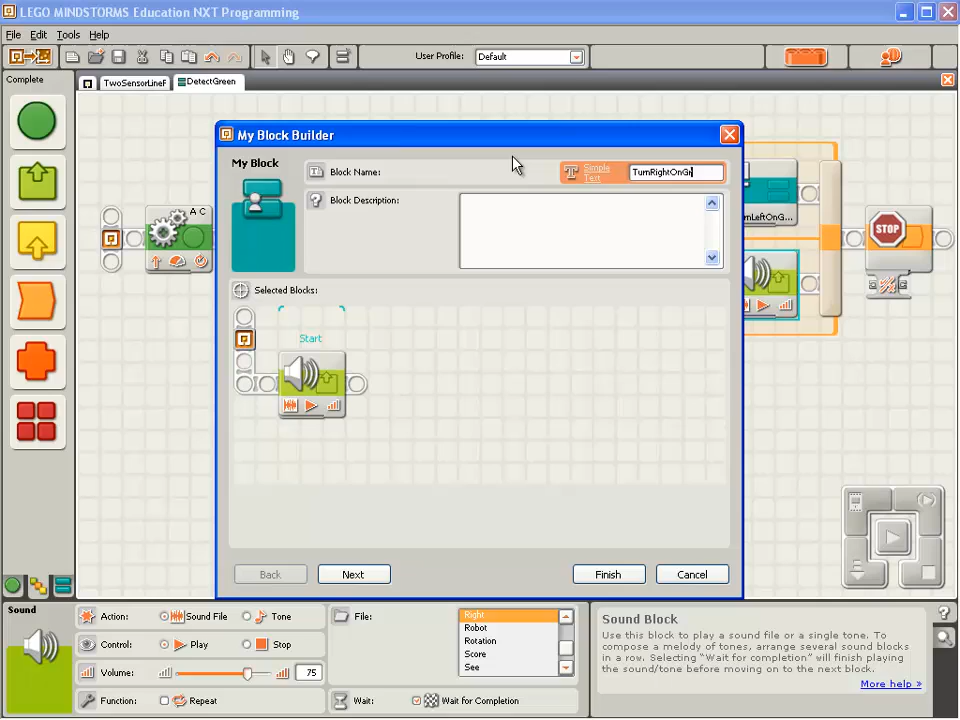 LEGO MINDSTORMS Education NXT Programming
File Edit Tools Help
User Profile: Default
Complete
TwoSensorLineF DetectGreen
My Block Builder
My Block
Block Name: Simple Text TurnRightOnGr
Block Description:
A C
Selected Blocks:
Start
mLeftOnG...
STOP
Back Next Finish Cancel
Sound
Action: Sound File Tone
Control: Play Stop
Volume: 75
Function: Repeat
File: Right
Robot
Rotation
Score
See
Wait: Wait for Completion
Sound Block
Use this block to play a sound file or a single tone. To
compose a melody of tones, arrange several sound blocks
in a row. Selecting "Wait for completion" will finish playing
the sound/tone before moving on to the next block.
More help »